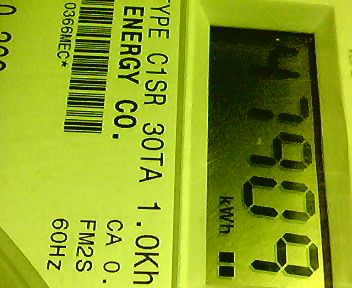 TYPE C1SR 30TA 1.0Kh
ENERGY CO.
CA 0.
FM2S
60HZ
0366MEC*
kWh